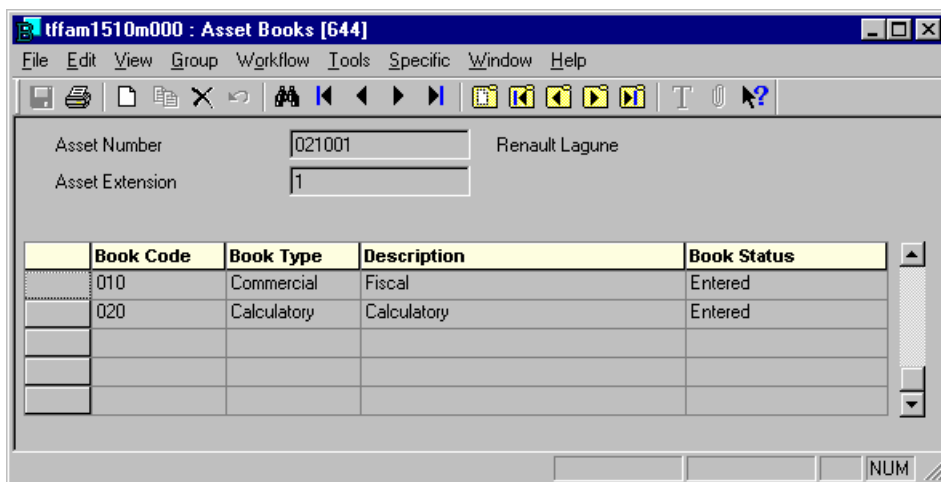 tffam1510m000 : Asset Books [644]
File Edit View Group Workflow Tools Specific Window Help
Asset Number 021001 Renault Lagune
Asset Extension 1
Book Code Book Type Description Book Status
010 Commercial Fiscal Entered
020 Calculatory Calculatory Entered
NUM